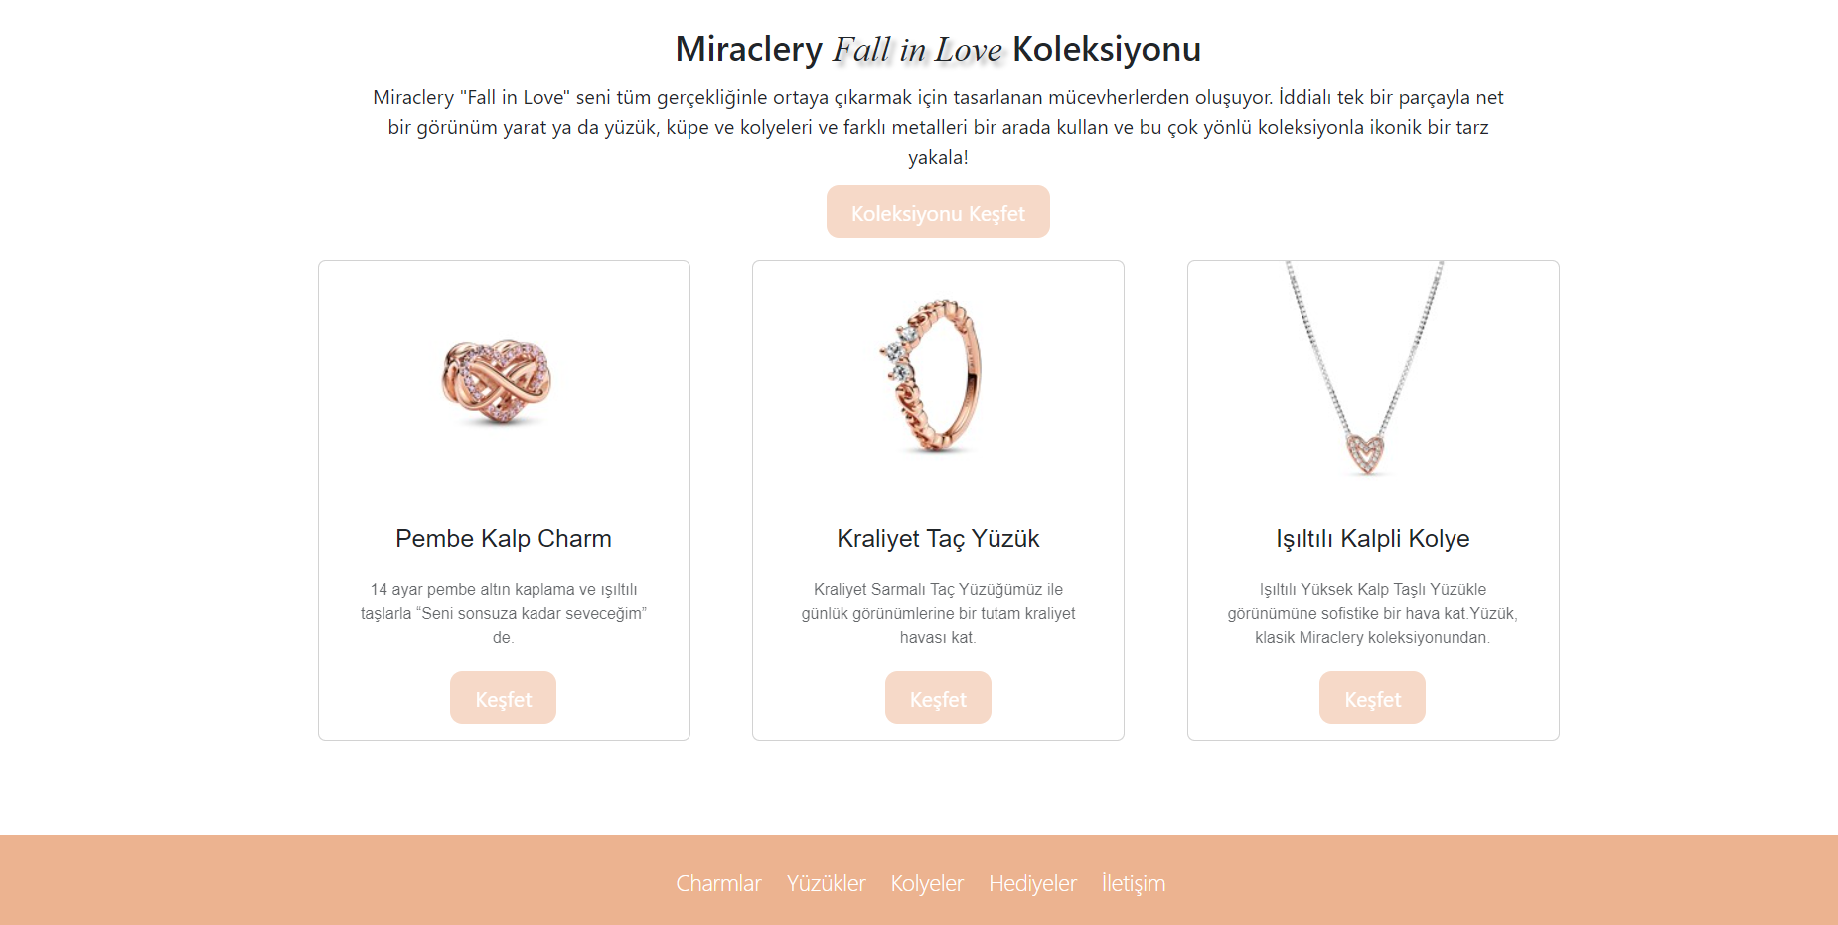 Miraclery Fall in Love Koleksiyonu
Miraclery "Fall in Love" seni tüm gerçekliğinle ortaya çıkarmak için tasarlanan mücevherlerden oluşuyor. İddialı tek bir parçayla net
bir görünüm yarat ya da yüzük, küpe ve kolyeleri ve farklı metalleri bir arada kullan ve bu çok yönlü koleksiyonla ikonik bir tarz
yakala!
Koleksiyonu Keşfet
Pembe Kalp Charm
14 ayar pembe altın kaplama ve ışıltılı
taşlarla “Seni sonsuza kadar seveceğim”
de.
Keşfet
Kraliyet Taç Yüzük
Kraliyet Sarmalı Taç Yüzüğümüz ile
günlük görünümlerine bir tutam kraliyet
havası kat.
Keşfet
Işıltılı Kalpli Kolye
Işıltılı Yüksek Kalp Taşlı Yüzükle
görünümüne sofistike bir hava kat.Yüzük,
klasik Miraclery koleksiyonundan.
Keşfet
Charmlar Yüzükler Kolyeler Hediyeler İletişim